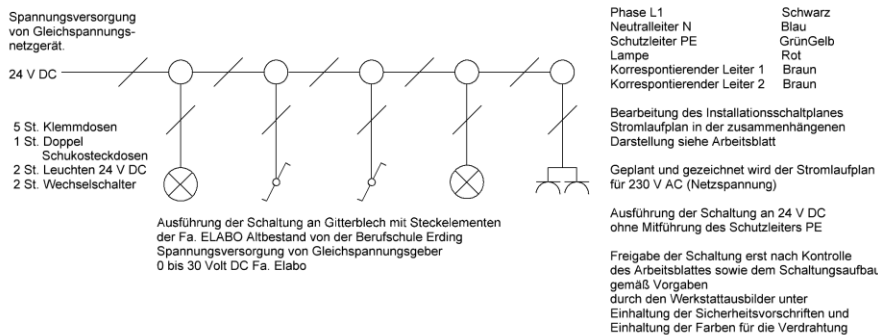 Spannungsversorgung
von Gleichspannungs-
netzgerät.
24 V DC
5 St. Klemmdosen
1 St. Doppel
Schukosteckdosen
2 St. Leuchten 24 V DC
2 St. Wechselschalter
Ausführung der Schaltung an Gitterblech mit Steckelementen
der Fa. ELABO Altbestand von der Berufschule Erding
Spannungsversorgung von Gleichspannungsgeber
0 bis 30 Volt DC Fa. Elabo
Phase L1 Schwarz
Neutralleiter N Blau
Schutzleiter PE GrünGelb
Lampe Rot
Korrespontierender Leiter 1 Braun
Korrespontierender Leiter 2 Braun
Bearbeitung des Installationsschaltplanes
Stromlaufplan in der zusammenhängenen
Darstellung siehe Arbeitsblatt
Geplant und gezeichnet wird der Stromlaufplan
für 230 V AC (Netzspannung)
Ausführung der Schaltung an 24 V DC
ohne Mitführung des Schutzleiters PE
Freigabe der Schaltung erst nach Kontrolle
des Arbeitsblattes sowie dem Schaltungsaufbau
gemäß Vorgaben
durch den Werkstattausbilder unter
Einhaltung der Sicherheitsvorschriften und
Einhaltung der Farben für die Verdrahtung